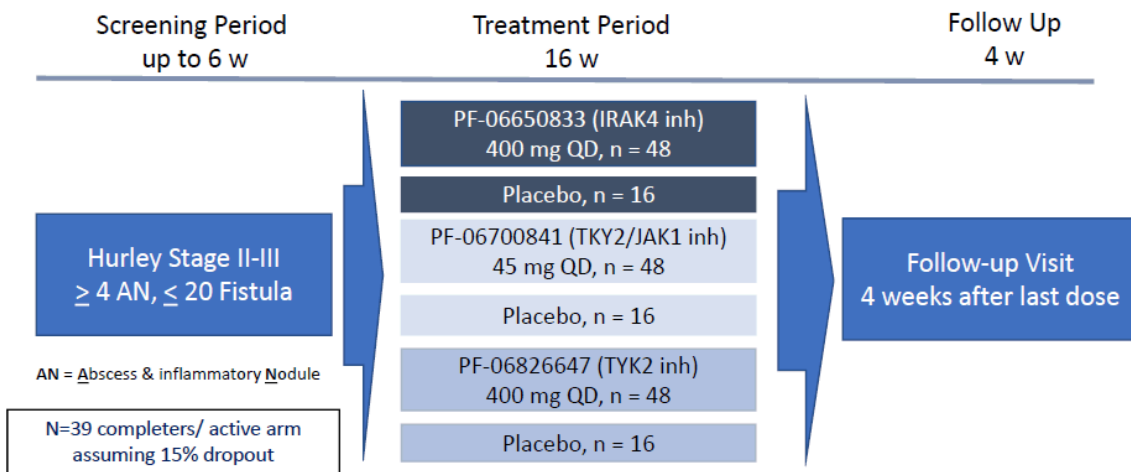 Screening Period
up to 6 w
Treatment Period
16 w
Follow Up
4 w
Hurley Stage II-III
≥ 4 AN, ≤ 20 Fistula
AN = Abscess & inflammatory Nodule
N=39 completers/ active arm
assuming 15% dropout
PF-06650833 (IRAK4 inh)
400 mg QD, n = 48
Placebo, n = 16
PF-06700841 (TKY2/JAK1 inh)
45 mg QD, n = 48
Placebo, n = 16
PF-06826647 (TYK2 inh)
400 mg QD, n = 48
Placebo, n = 16
Follow-up Visit
4 weeks after last dose